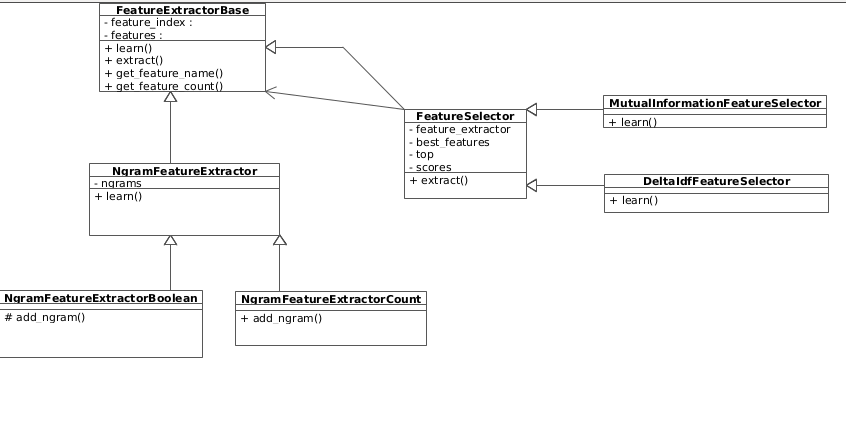 FeatureExtractorBase
- feature_index :
- features :
+ learn()
+ extract()
+ get_feature_name()
+ get_feature_count()
FeatureSelector
- feature_extractor
- best_features
- top
- scores
+ extract()
MutualInformationFeatureSelector
+ learn()
NgramFeatureExtractor
- ngrams
+ learn()
DeltaIdfFeatureSelector
+ learn()
NgramFeatureExtractorBoolean
# add_ngram()
NgramFeatureExtractorCount
+ add_ngram()